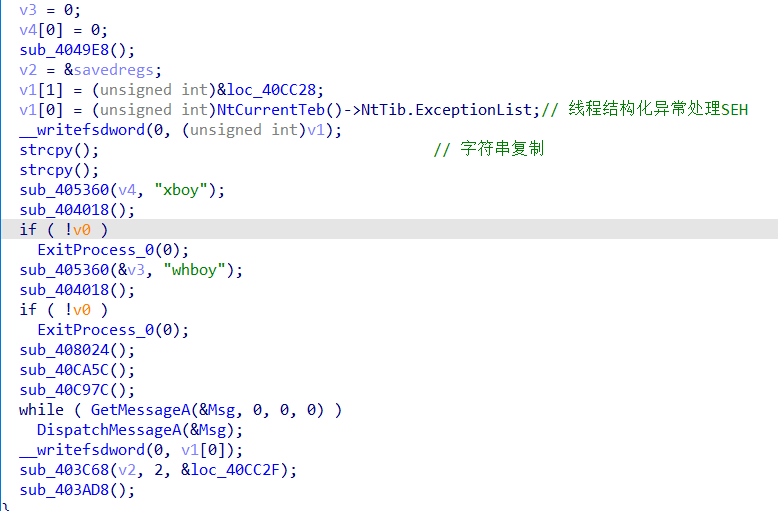 v3 = 0;
v4[0] = 0;
sub_4049E8();
v2 = &savedregs;
v1[1] = (unsigned int)&loc_40CC28;
v1[0] = (unsigned int)NtCurrentTeb()->NtTib.ExceptionList;// 线程结构化异常处理SEH
__writefsdword(0, (unsigned int)v1);
strcpy(); // 字符串复制
strcpy();
sub_405360(v4, "xboy");
sub_404018();
if ( !v0 )
ExitProcess_0(0);
sub_405360(&v3, "whboy");
sub_404018();
if ( !v0 )
ExitProcess_0(0);
sub_408024();
sub_40CA5C();
sub_40C97C();
while ( GetMessageA(&Msg, 0, 0, 0) )
DispatchMessageA(&Msg);
__writefsdword(0, v1[0]);
sub_403C68(v2, 2, &loc_40CC2F);
sub_403AD8();
}